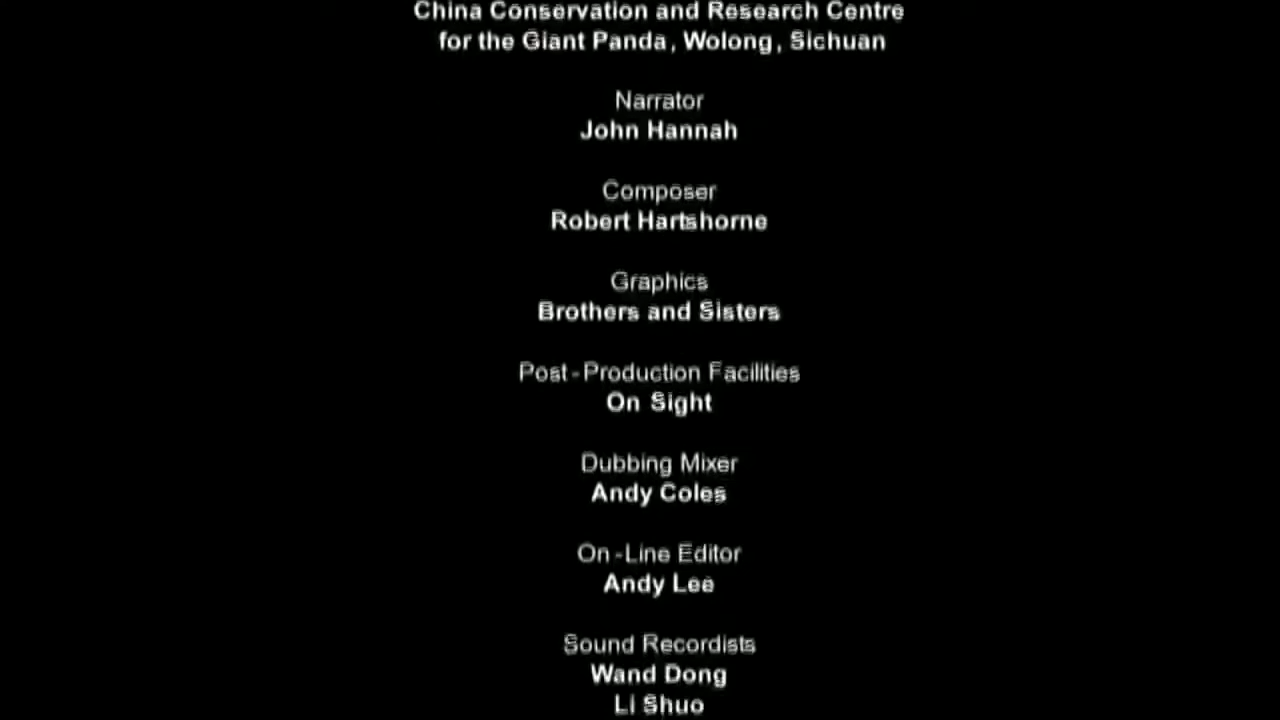 China Conservation and Research Centre
for the Giant Panda, Wolong, Sichuan
Narrator
John Hannah
Composer
Robert Hartshorne
Graphics
Brothers and Sisters
Post-Production Facilities
On Sight
Dubbing Mixer
Andy Coles
On-Line Editor
Andy Lee
Sound Recordists
Wand Dong
Li Shuo